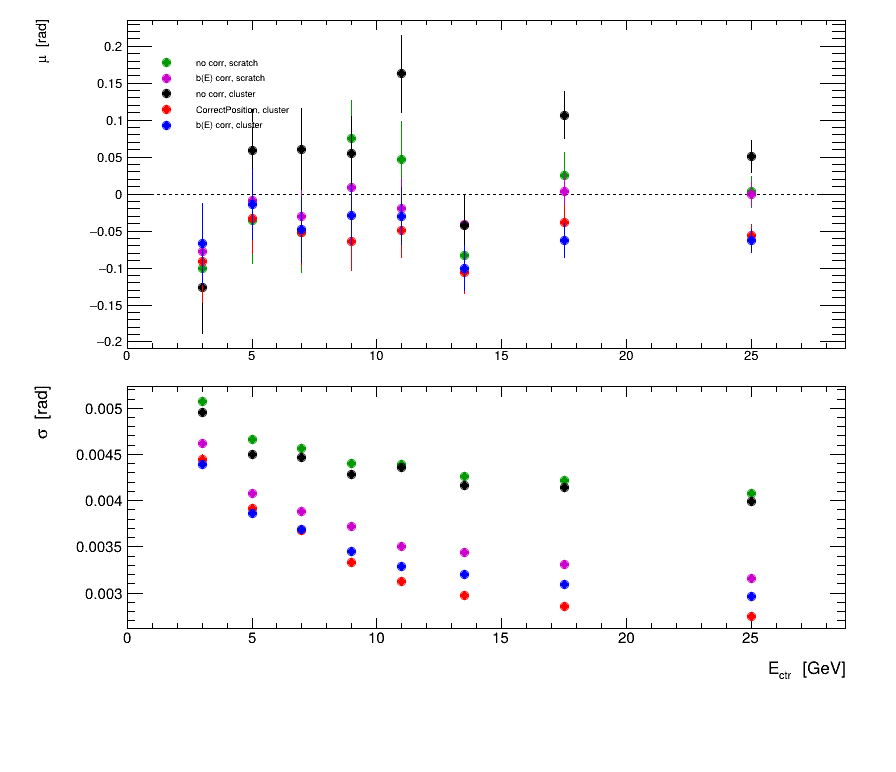 μ [rad]
0.2
0.15
0.1
0.05
0
−0.05
−0.1
−0.15
−0.2
no corr, scratch
b(E) corr, scratch
no corr, cluster
CorrectPosition, cluster
b(E) corr, cluster
0 5 10 15 20 25
σ [rad]
0.005
0.0045
0.004
0.0035
0.003
0 5 10 15 20 25
E_ctr [GeV]